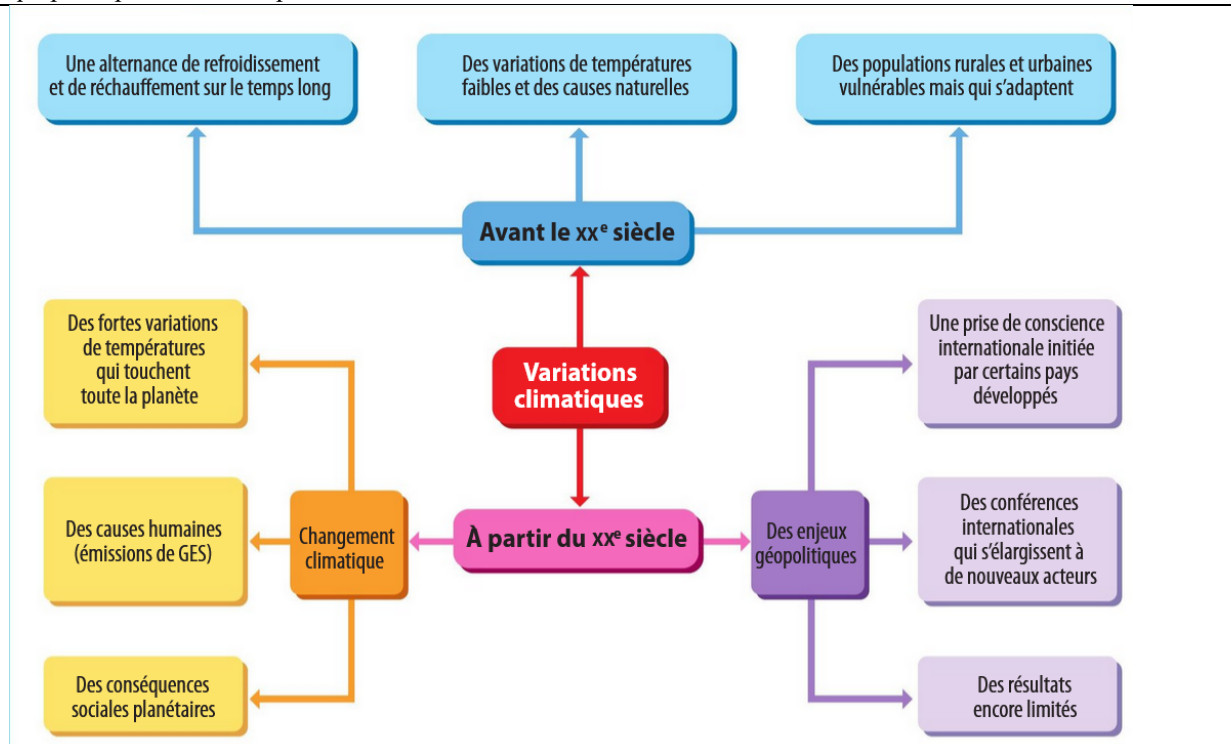 Une alternance de refroidissement
et de réchauffement sur le temps long
Des variations de températures
faibles et des causes naturelles
Des populations rurales et urbaines
vulnérables mais qui s'adaptent
Avant le XXe siècle
Variations
climatiques
À partir du XXe siècle
Changement
climatique
Des fortes variations
de températures
qui touchent
toute la planète
Des causes humaines
(émissions de GES)
Des conséquences
sociales planétaires
Des enjeux
géopolitiques
Une prise de conscience
internationale initiée
par certains pays
développés
Des conférences
internationales
qui s'élargissent à
de nouveaux acteurs
Des résultats
encore limités